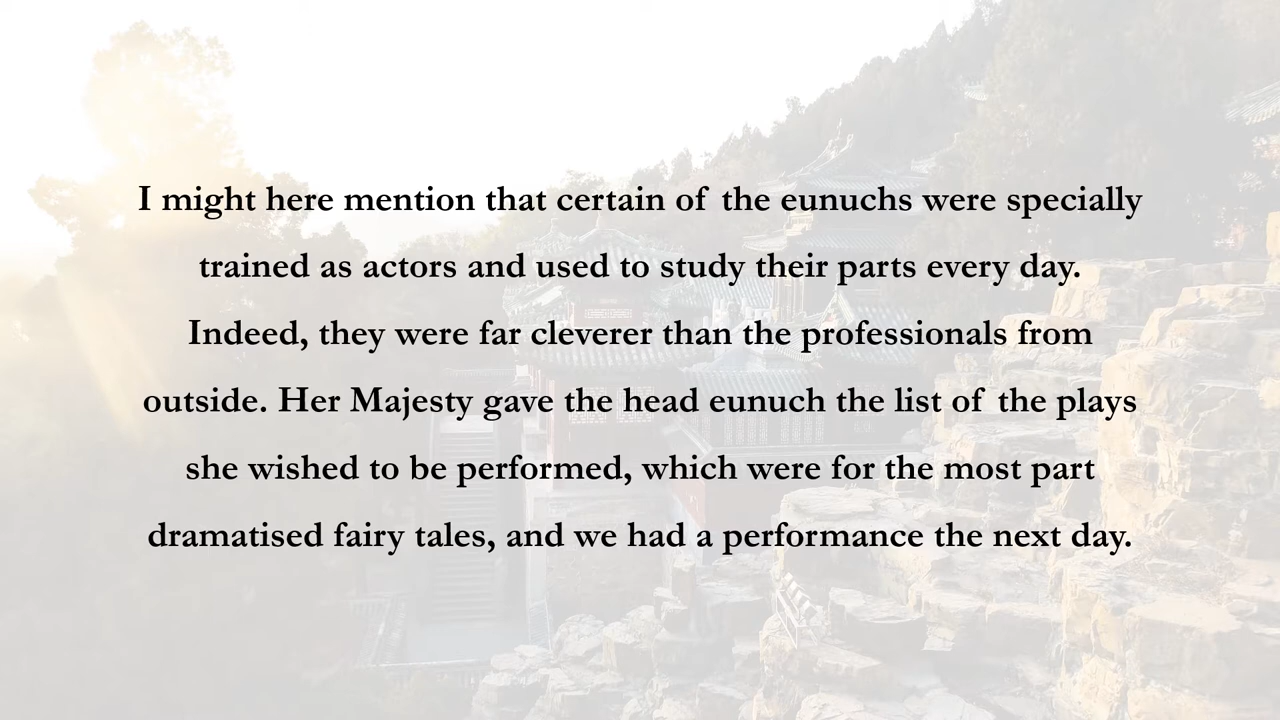 I might here mention that certain of the eunuchs were specially
trained as actors and used to study their parts every day.
Indeed, they were far cleverer than the professionals from
outside. Her Majesty gave the head eunuch the list of the plays
she wished to be performed, which were for the most part
dramatised fairy tales, and we had a performance the next day.